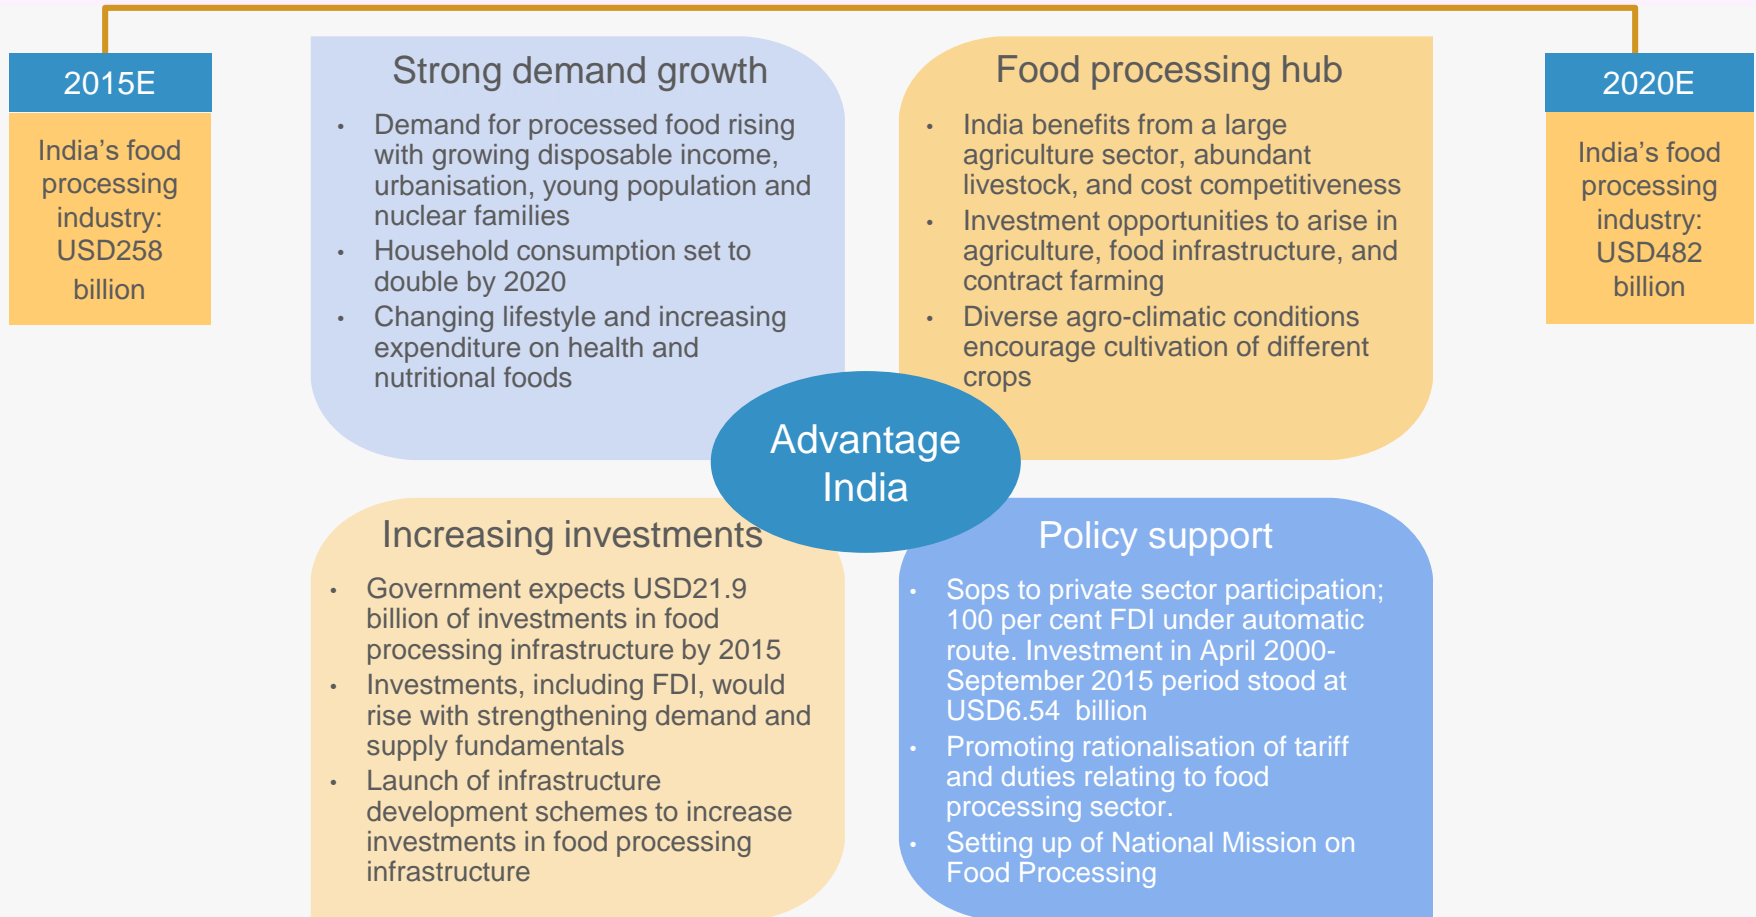 2015E
India's food
processing
industry:
USD258
billion
Strong demand growth
• Demand for processed food rising
with growing disposable income,
urbanisation, young population and
nuclear families
• Household consumption set to
double by 2020
• Changing lifestyle and increasing
expenditure on health and
nutritional foods
Food processing hub
• India benefits from a large
agriculture sector, abundant
livestock, and cost competitiveness
• Investment opportunities to arise in
agriculture, food infrastructure, and
contract farming
• Diverse agro-climatic conditions
encourage cultivation of different
crops
2020E
India's food
processing
industry:
USD482
billion
Advantage
India
Increasing investments
• Government expects USD21.9
billion of investments in food
processing infrastructure by 2015
• Investments, including FDI, would
rise with strengthening demand and
supply fundamentals
• Launch of infrastructure
development schemes to increase
investments in food processing
infrastructure
Policy support
• Sops to private sector participation;
100 per cent FDI under automatic
route. Investment in April 2000-
September 2015 period stood at
USD6.54 billion
• Promoting rationalisation of tariff
and duties relating to food
processing sector.
• Setting up of National Mission on
Food Processing